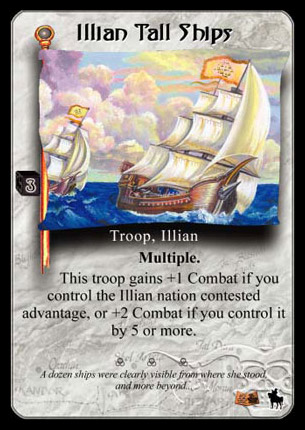 Illian Tall Ships
3
Troop, Illian
Multiple.
This troop gains +1 Combat if you
control the Illian nation contested
advantage, or +2 Combat if you control it
by 5 or more.
A dozen ships were clearly visible from where she stood,
and more beyond...